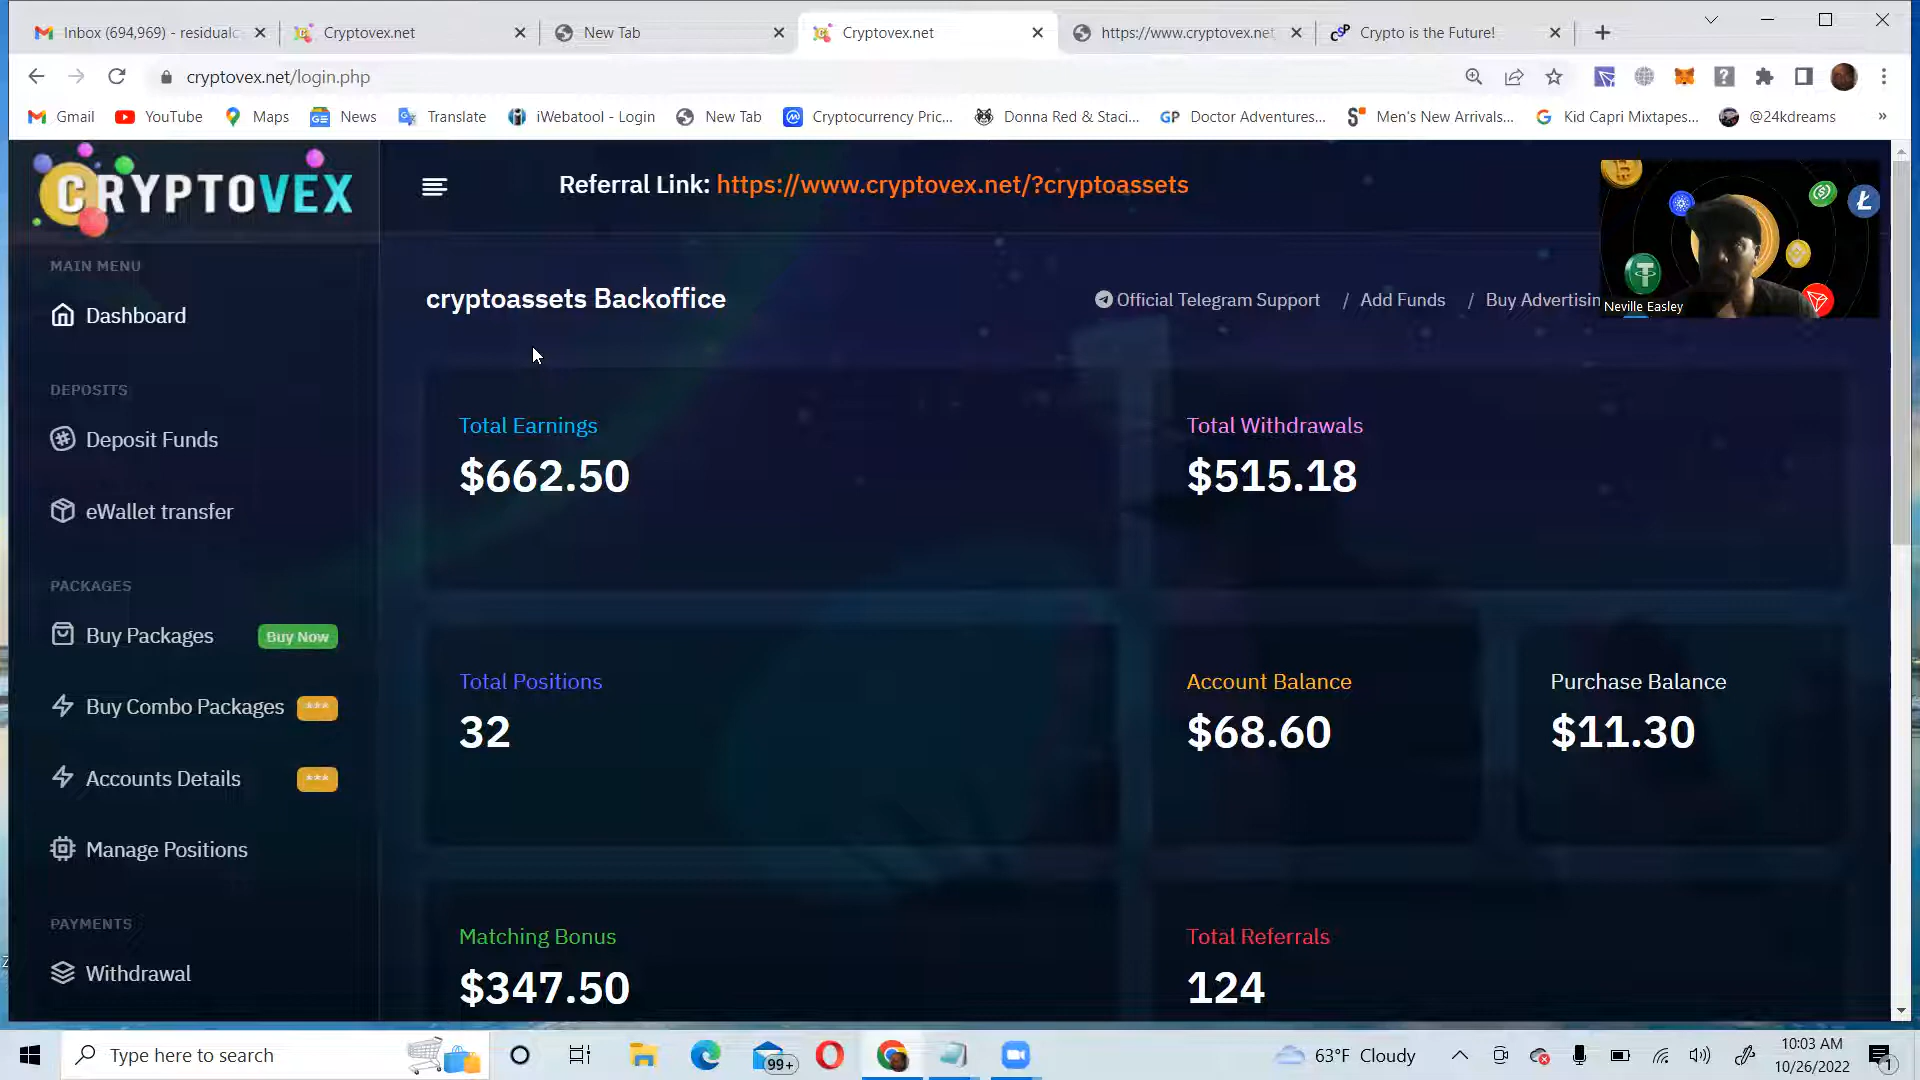 Inbox (694,969) - residualc
Cryptovex.net
New Tab
Cryptovex.net
https://www.cryptovex.net
Crypto is the Future!
cryptovex.net/login.php
Gmail
YouTube
Maps
News
Translate
iWebatool - Login
New Tab
Cryptocurrency Pric...
Donna Red & Staci...
GP Doctor Adventures...
Men's New Arrivals...
Kid Capri Mixtapes...
@24kdreams
»
CRYPTOVEX
Referral Link: https://www.cryptovex.net/?cryptoassets
MAIN MENU
Dashboard
DEPOSITS
Deposit Funds
eWallet transfer
PACKAGES
Buy Packages
Buy Now
Buy Combo Packages
***
Accounts Details
***
Manage Positions
PAYMENTS
Withdrawal
cryptoassets Backoffice
Official Telegram Support / Add Funds / Buy Advertisin
Neville Easley
Total Earnings
$662.50
Total Withdrawals
$515.18
Total Positions
32
Account Balance
$68.60
Purchase Balance
$11.30
Matching Bonus
$347.50
Total Referrals
124
Type here to search
99+
63°F Cloudy
10:03 AM
10/26/2022
1